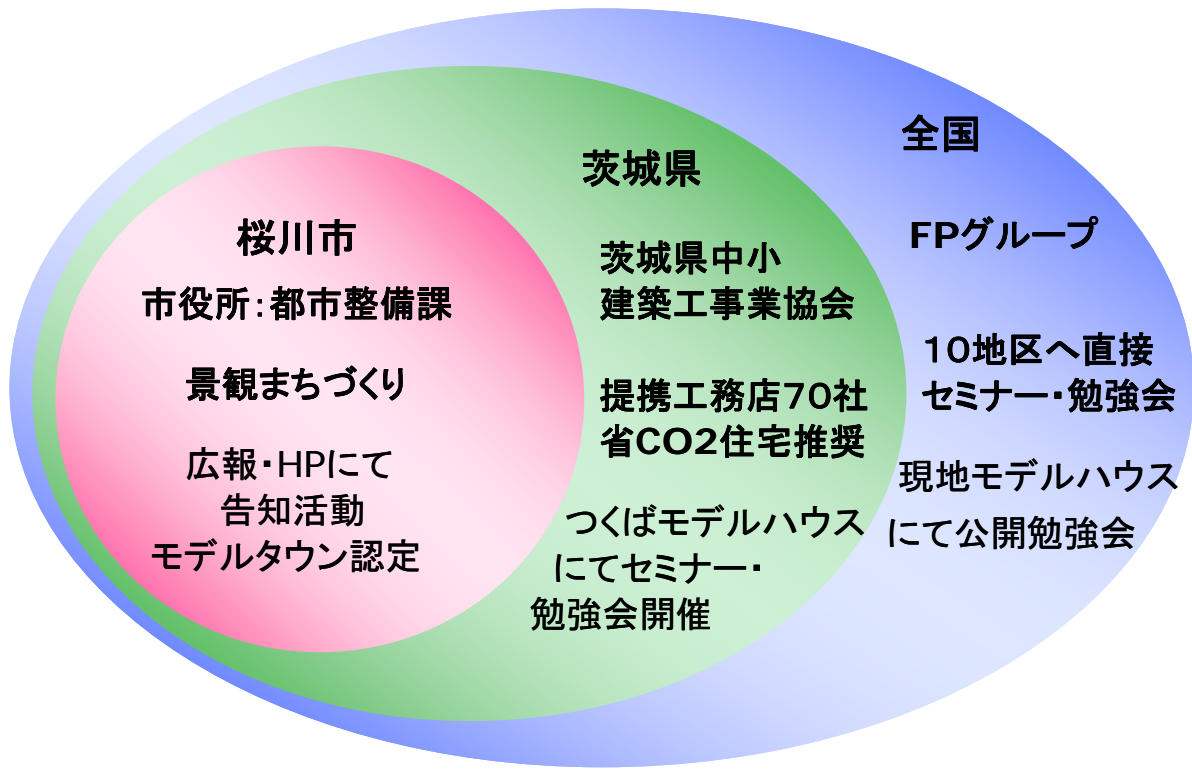 桜川市
市役所：都市整備課
景観まちづくり
広報・HPにて
告知活動
モデルタウン認定
茨城県
茨城県中小
建築工事業協会
提携工務店７０社
省CO2住宅推奨
つくばモデルハウス
にてセミナー・
勉強会開催
全国
FPグループ
１０地区へ直接
セミナー・勉強会
現地モデルハウス
にて公開勉強会